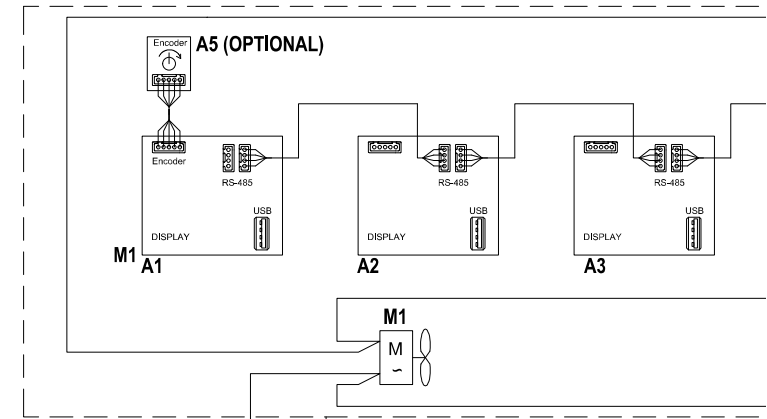 Encoder
A5 (OPTIONAL)
Encoder
RS-485
USB
DISPLAY
M1
A1
RS-485
USB
DISPLAY
A2
RS-485
USB
DISPLAY
A3
M1
M
~